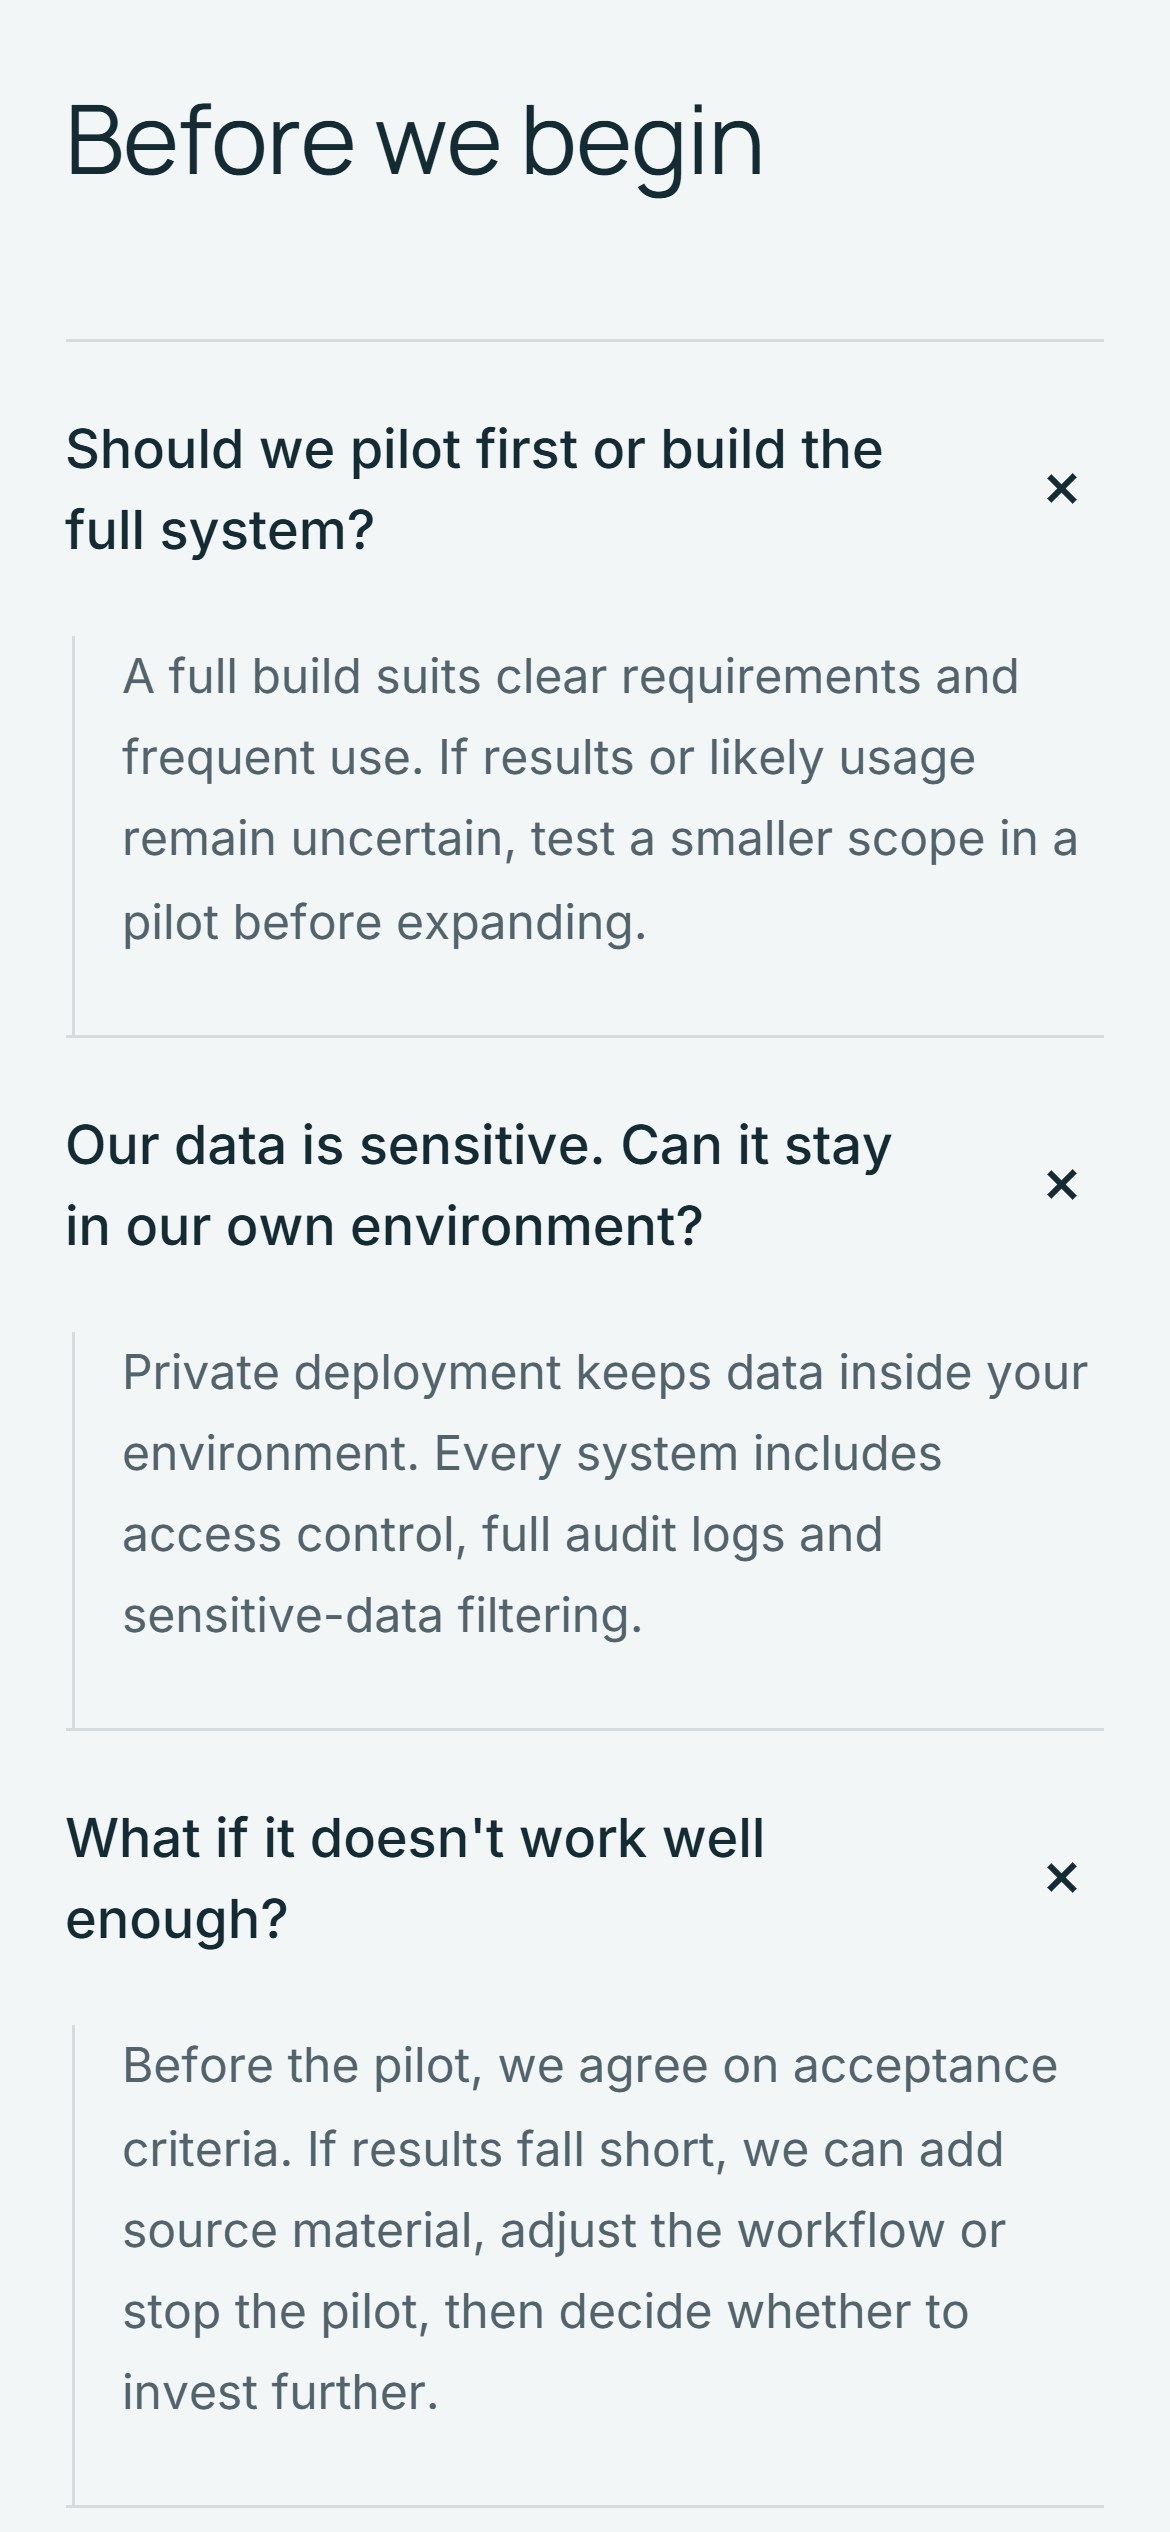 Before we begin
Should we pilot first or build the
full system?
A full build suits clear requirements and
frequent use. If results or likely usage
remain uncertain, test a smaller scope in a
pilot before expanding.
Our data is sensitive. Can it stay
in our own environment?
Private deployment keeps data inside your
environment. Every system includes
access control, full audit logs and
sensitive-data filtering.
What if it doesn't work well
enough?
Before the pilot, we agree on acceptance
criteria. If results fall short, we can add
source material, adjust the workflow or
stop the pilot, then decide whether to
invest further.